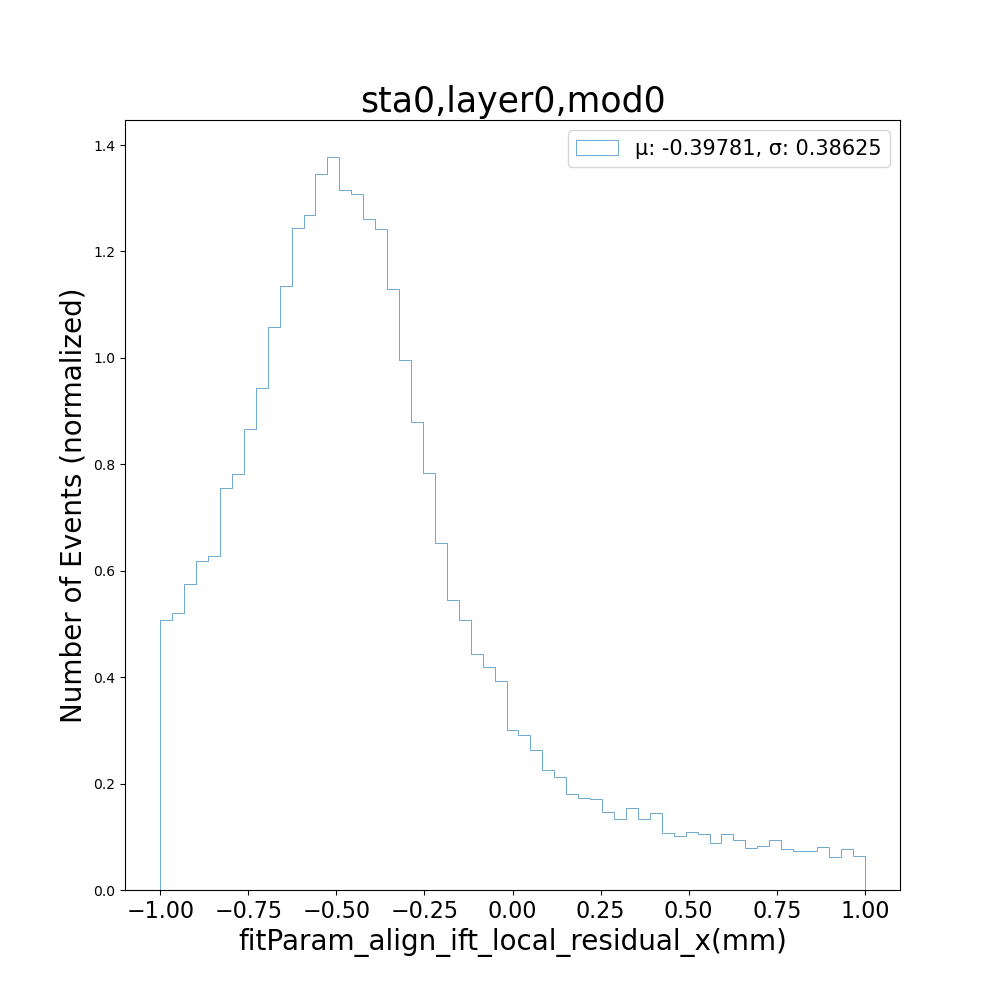 sta0,layer0,mod0
μ: -0.39781, σ: 0.38625
Number of Events (normalized)
1.4
1.2
1.0
0.8
0.6
0.4
0.2
0.0
−1.00 −0.75 −0.50 −0.25 0.00 0.25 0.50 0.75 1.00
fitParam_align_ift_local_residual_x(mm)